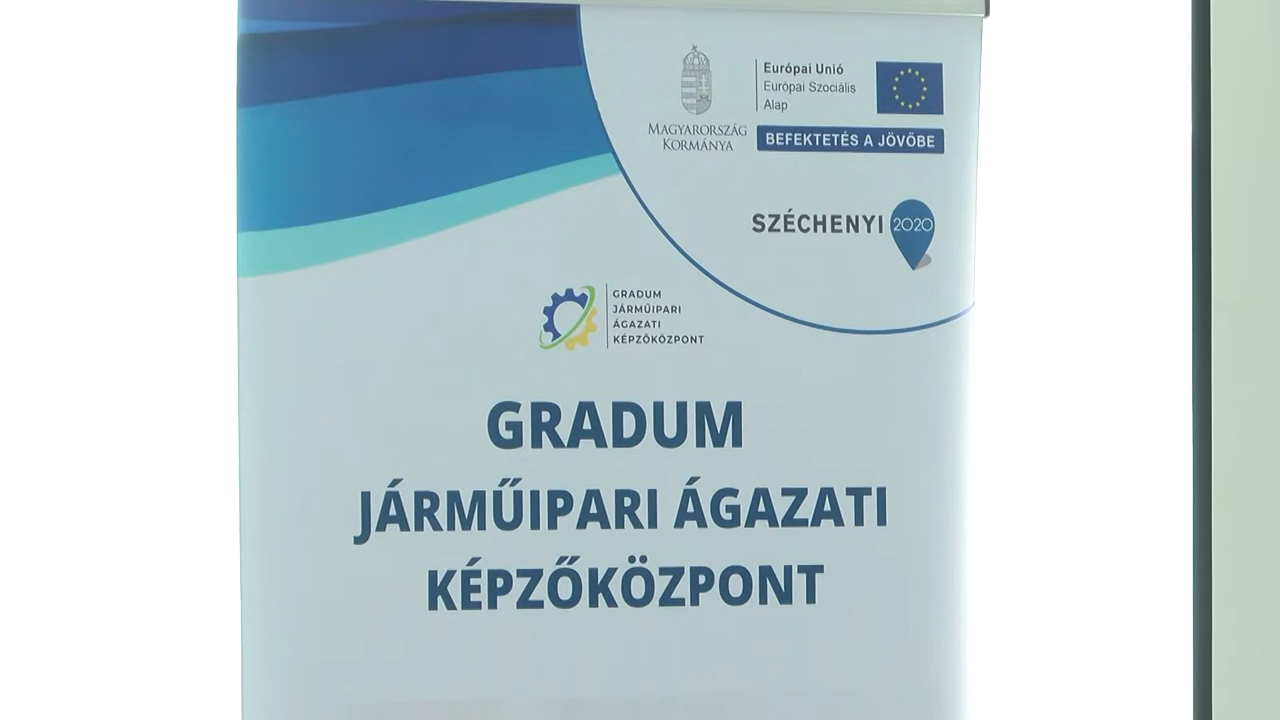 MAGYARORSZÁG
KORMÁNYA
Európai Unió
Európai Szociális
Alap
BEFEKTETÉS A JÖVŐBE
SZÉCHENYI 2020
GRADUM
JÁRMŰIPARI
ÁGAZATI
KÉPZŐKÖZPONT
GRADUM
JÁRMŰIPARI ÁGAZATI
KÉPZŐKÖZPONT